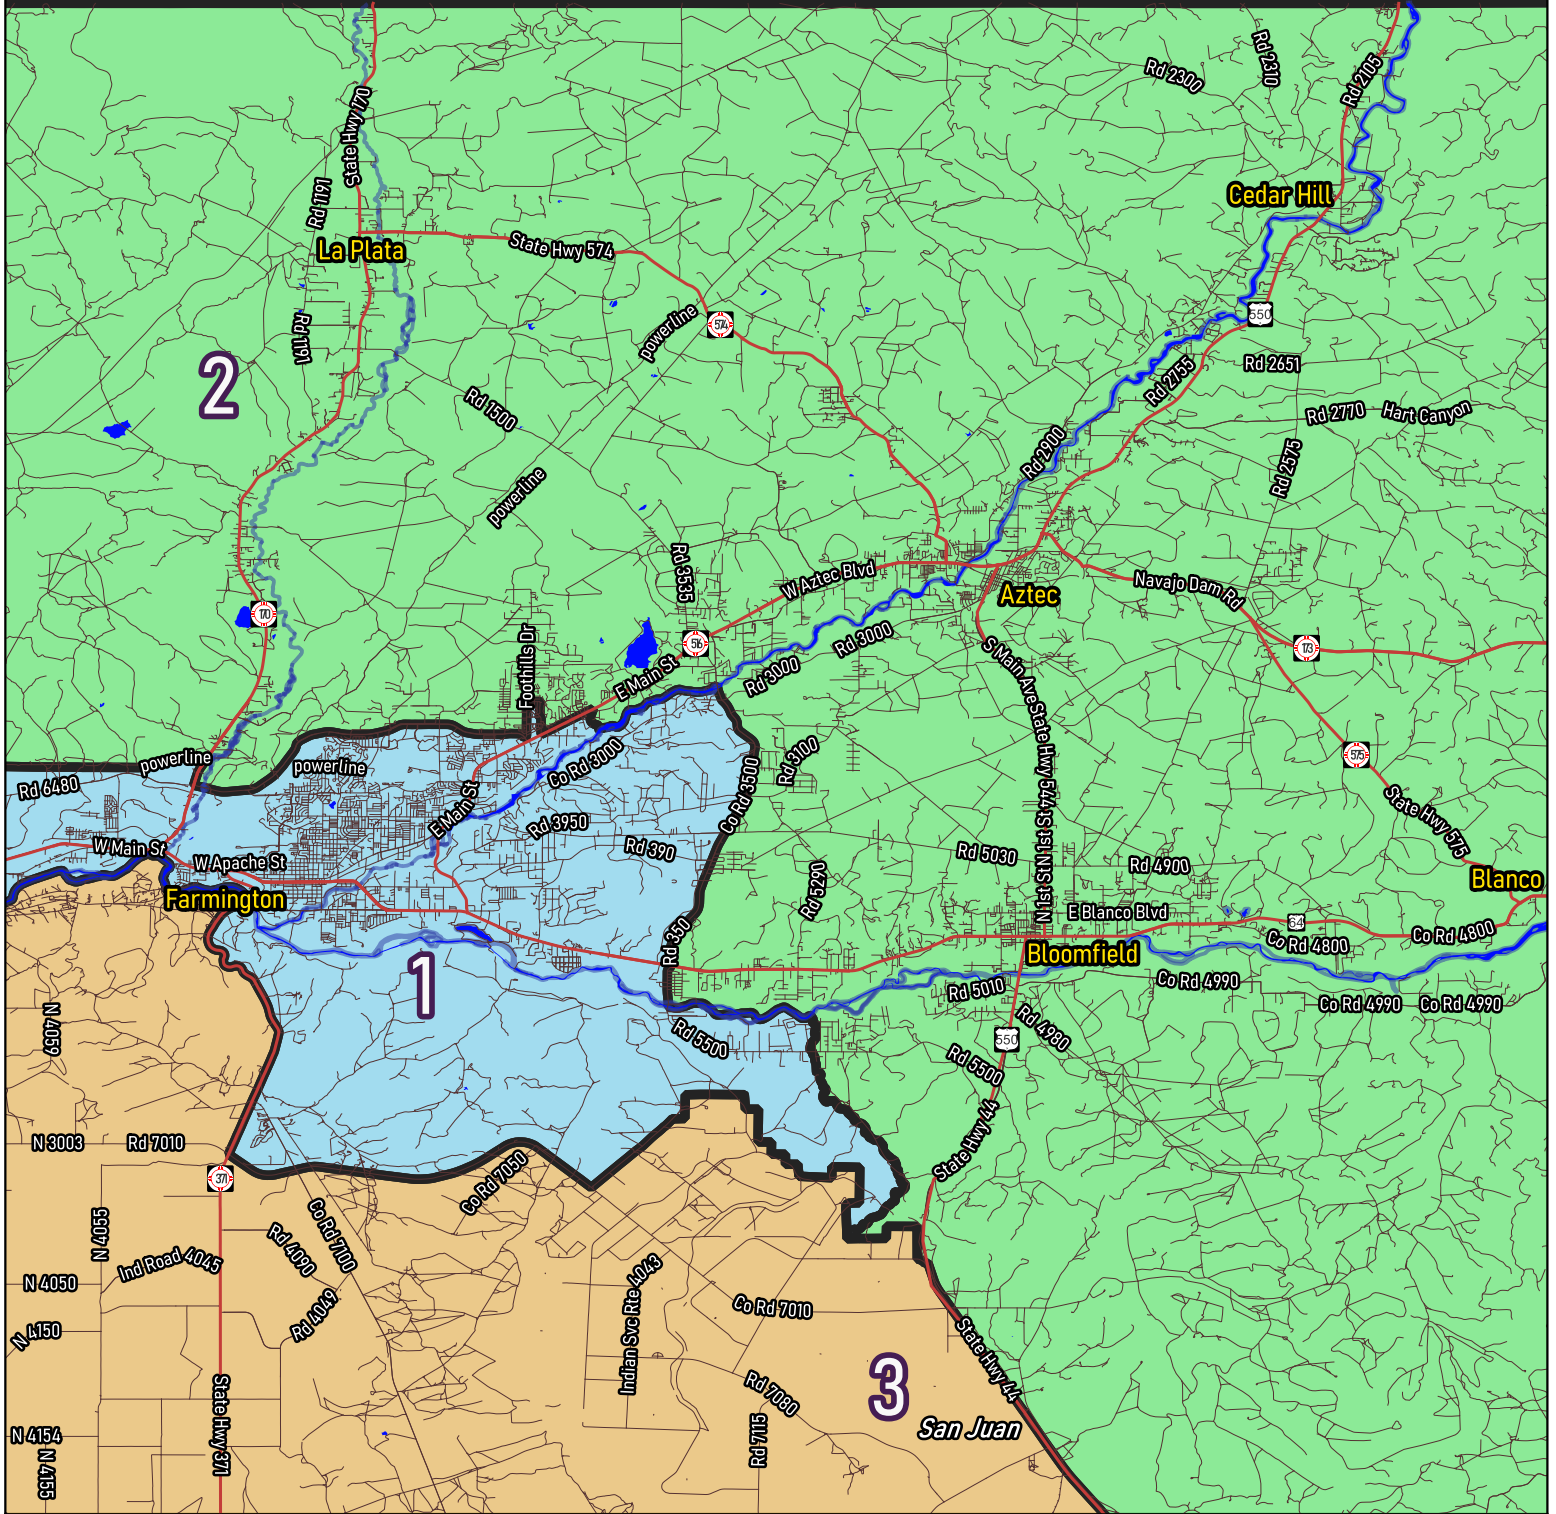 Rd 2310
Rd 2300
Rd 2105
State Hwy 170
Rd 1191
Cedar Hill
La Plata
State Hwy 574
550
574
powerline
Rd 1191
2
Rd 2651
Rd 2755
Rd 1500
Rd 2770
Hart Canyon
Rd 2900
Rd 2575
powerline
Rd 3535
W Aztec Blvd
Navajo Dam Rd
Aztec
170
516
173
Rd 3000
Foothills Dr
E Main St
Rd 3000
S Main Ave
State Hwy 544
575
Rd 3100
Co Rd 3000
powerline
powerline
Rd 6480
Co Rd 3500
E Main St
Rd 3950
State Hwy 575
Rd 390
W Main St
W Apache St
Rd 5030
Rd 4900
N 1st St
N 1st St
Blanco
Rd 5290
Farmington
E Blanco Blvd
64
Co Rd 4800
Co Rd 4800
Rd 350
Bloomfield
Co Rd 4990
1
Rd 5010
Co Rd 4990
Co Rd 4990
N 4059
Rd 5500
Rd 4980
550
Rd 5500
State Hwy 44
N 3003
Rd 7010
371
Co Rd 7050
N 4055
Co Rd 7100
Rd 4090
Ind Road 4045
N 4050
Indian Svc Rte 4043
Co Rd 7010
Rd 4049
N 4150
State Hwy 44
3
Rd 7080
San Juan
State Hwy 371
Rd 7115
N 4154
N 4155